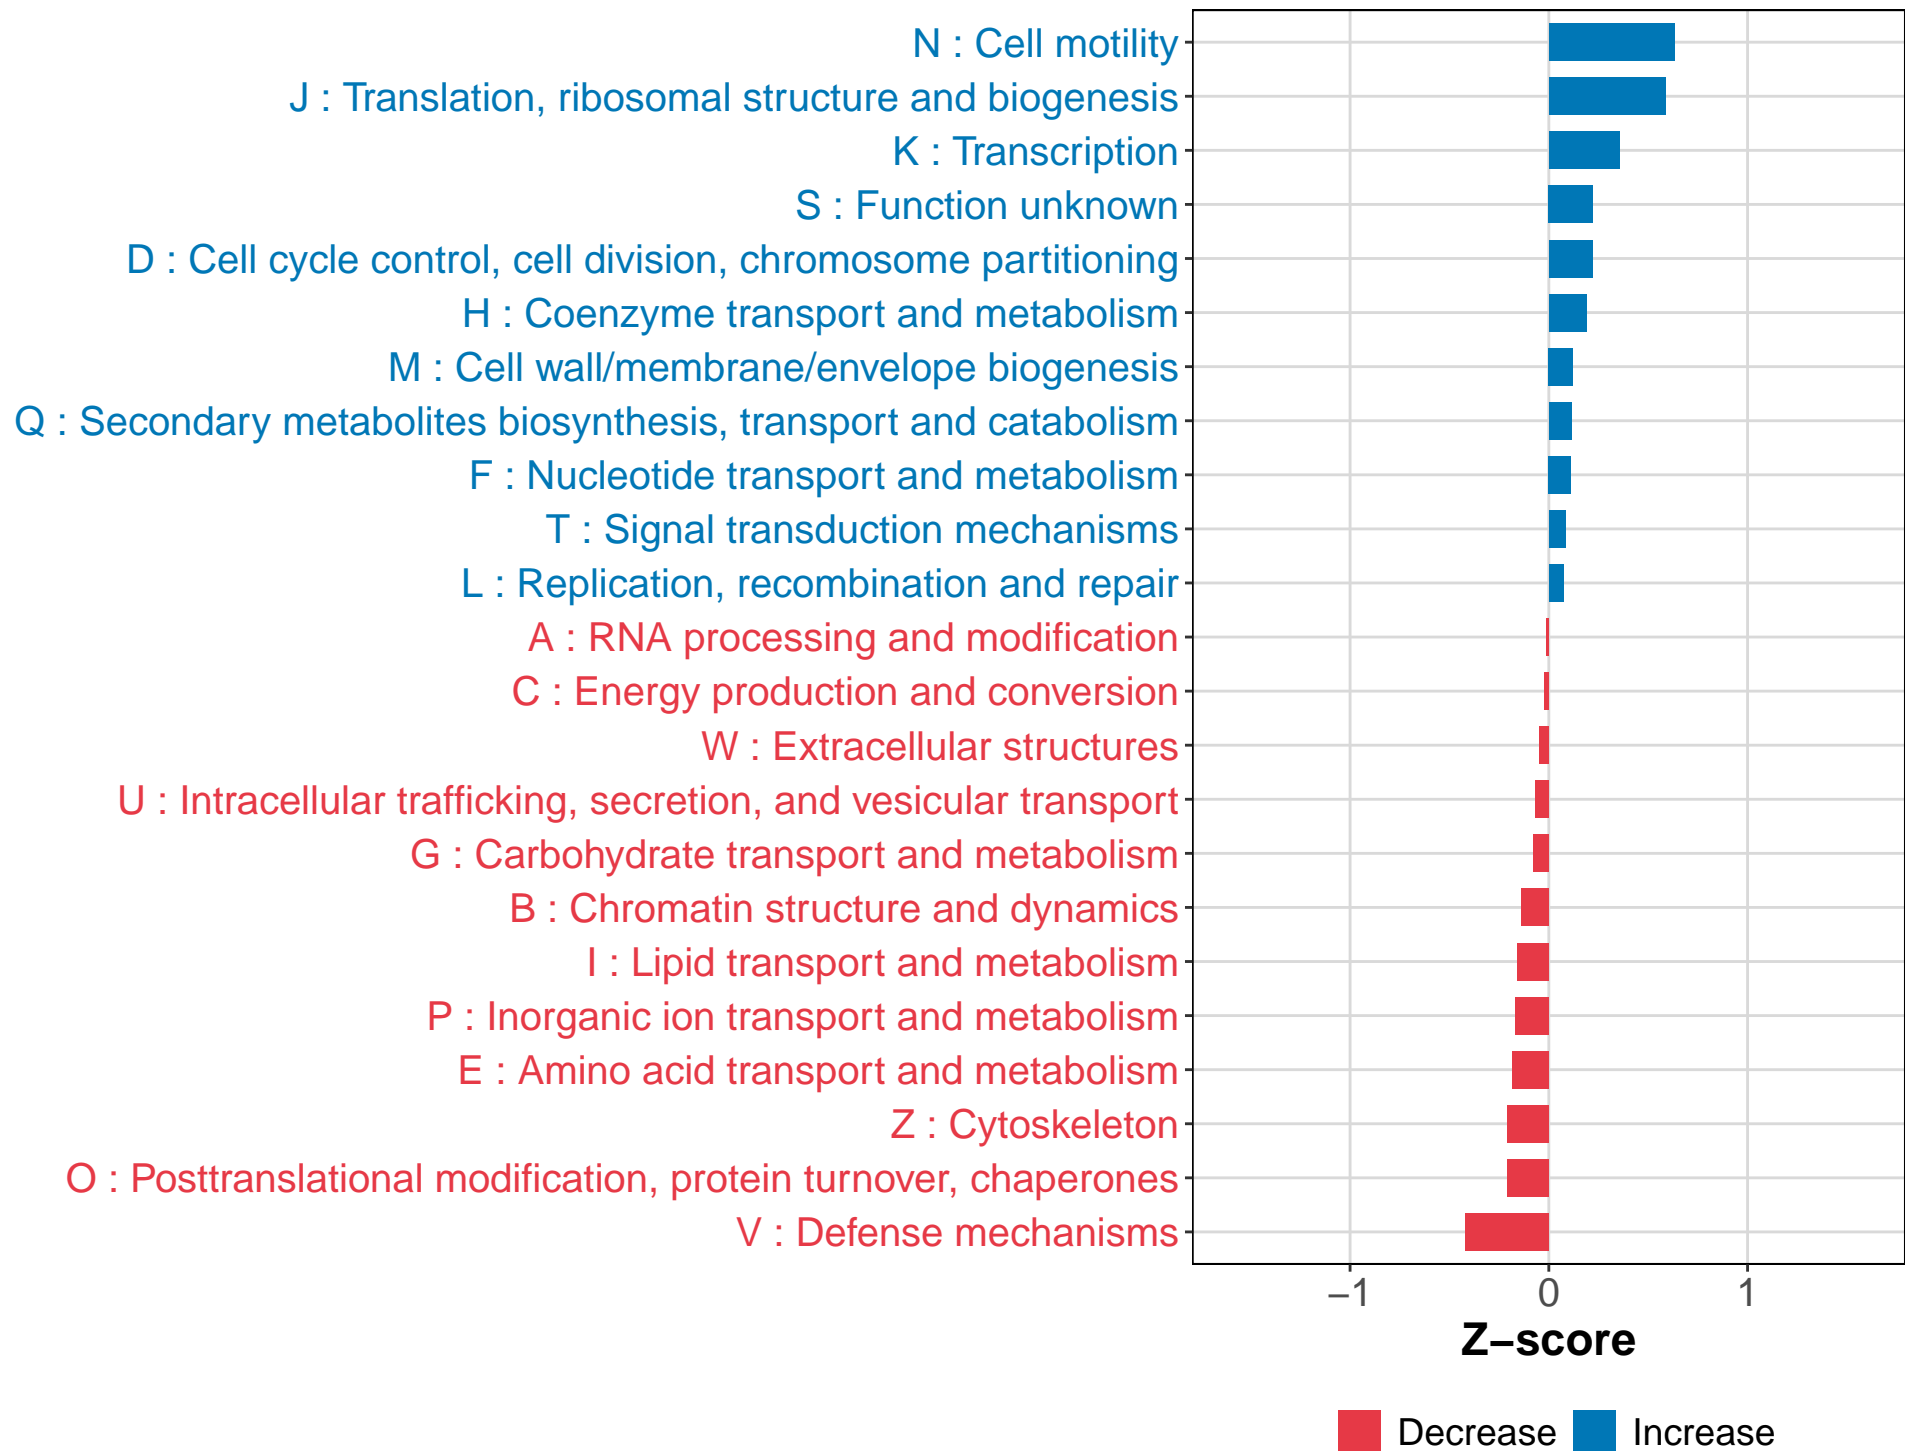 N : Cell motility
J : Translation, ribosomal structure and biogenesis
K : Transcription
S : Function unknown
D : Cell cycle control, cell division, chromosome partitioning
H : Coenzyme transport and metabolism
M : Cell wall/membrane/envelope biogenesis
Q : Secondary metabolites biosynthesis, transport and catabolism
F : Nucleotide transport and metabolism
T : Signal transduction mechanisms
L : Replication, recombination and repair
A : RNA processing and modification
C : Energy production and conversion
W : Extracellular structures
U : Intracellular trafficking, secretion, and vesicular transport
G : Carbohydrate transport and metabolism
B : Chromatin structure and dynamics
I : Lipid transport and metabolism
P : Inorganic ion transport and metabolism
E : Amino acid transport and metabolism
Z : Cytoskeleton
O : Posttranslational modification, protein turnover, chaperones
V : Defense mechanisms
−1 0 1
Z−score
Decrease Increase